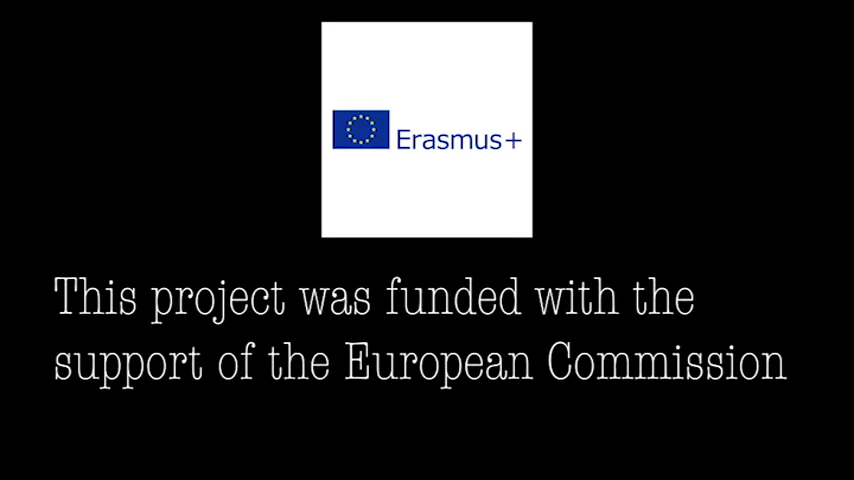 Erasmus+
This project was funded with the
support of the European Commission